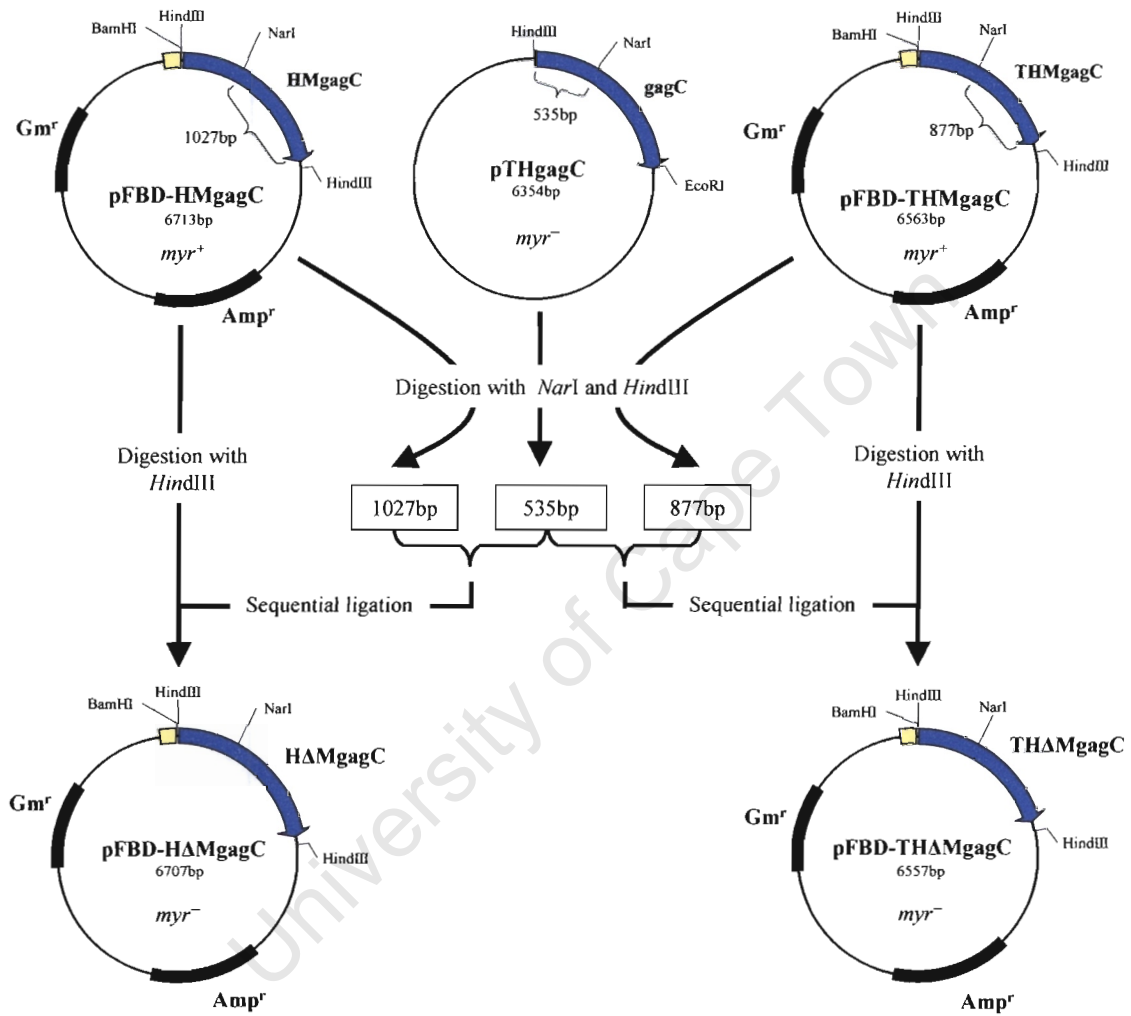 BamHI
HindIII
NarI
HMgagC
1027bp
HindIII
Gmʳ
pFBD-HMgagC
6713bp
myr⁺
Ampʳ
HindIII
NarI
gagC
535bp
EcoRI
pTHgagC
6354bp
myr⁻
BamHI
HindIII
NarI
THMgagC
877bp
HindIII
Gmʳ
pFBD-THMgagC
6563bp
myr⁺
Ampʳ
Digestion with NarI and HindIII
Digestion with
HindIII
Digestion with
HindIII
1027bp
535bp
877bp
Sequential ligation
Sequential ligation
BamHI
HindIII
NarI
HΔMgagC
HindIII
Gmʳ
pFBD-HΔMgagC
6707bp
myr⁻
Ampʳ
BamHI
HindIII
NarI
THΔMgagC
HindIII
Gmʳ
pFBD-THΔMgagC
6557bp
myr⁻
Ampʳ
University of Cape Town